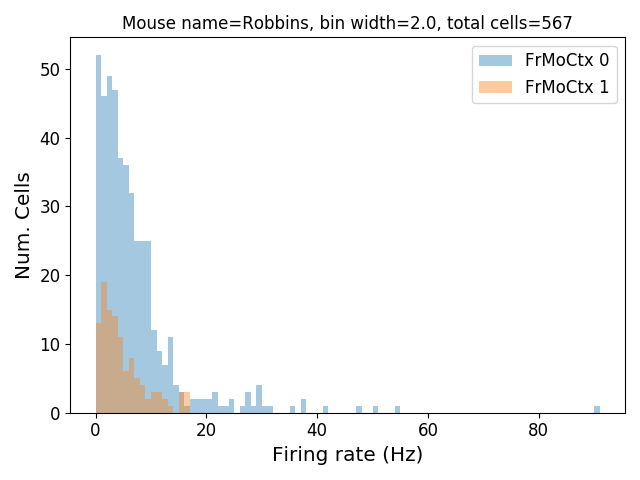 Mouse name=Robbins, bin width=2.0, total cells=567
FrMoCtx 0
FrMoCtx 1
Num. Cells
50
40
30
20
10
0
0 20 40 60 80
Firing rate (Hz)